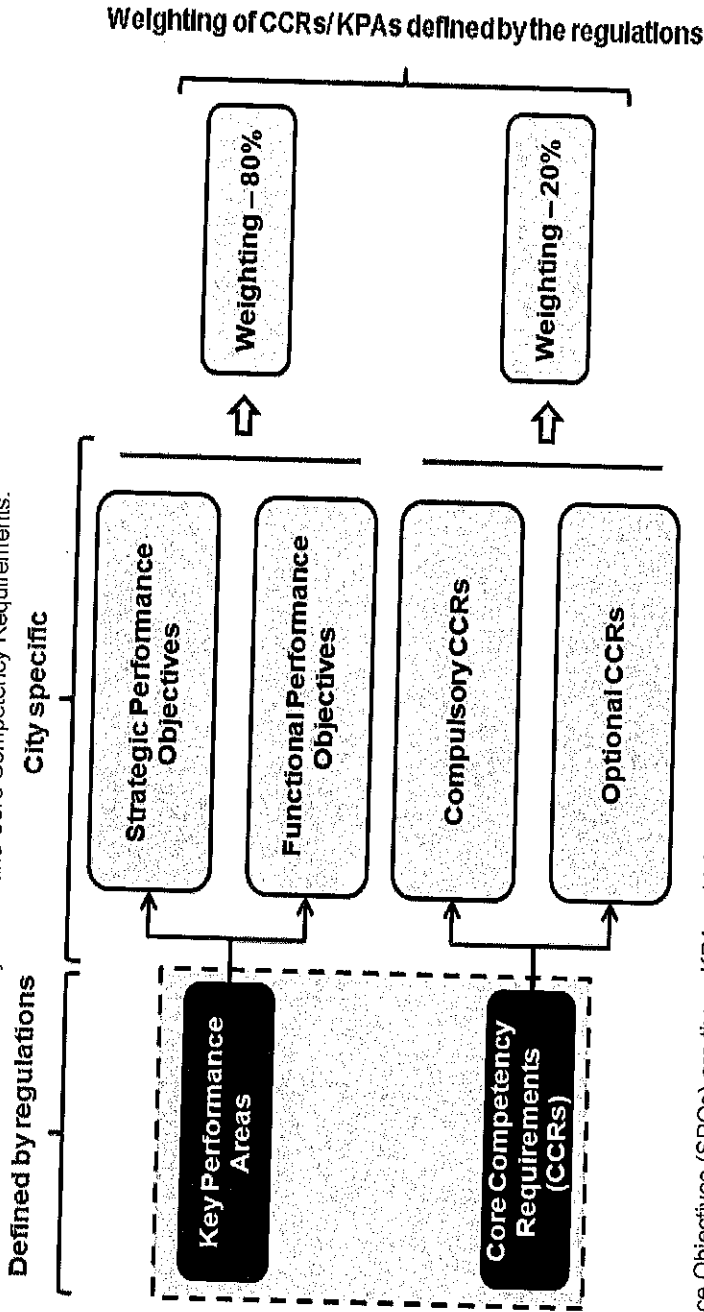 Core Competency Requirements.
Defined by regulations
City specific
Weighting of CCRs/KPAs defined by the regulations
Key Performance
Areas
Strategic Performance
Objectives
Functional Performance
Objectives
Weighting – 80%
Core Competency
Requirements
(CCRs)
Compulsory CCRs
Optional CCRs
Weighting – 20%
ce Objectives (SPOs) are those KPAs